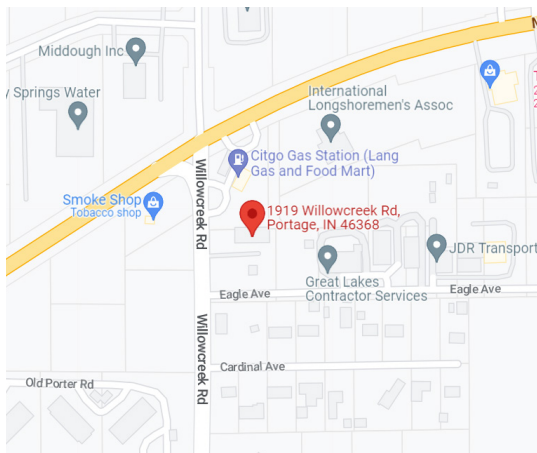 Middough Inc
y Springs Water
International
Longshoremen's Assoc
Citgo Gas Station (Lang
Gas and Food Mart)
Willowcreek Rd
Smoke Shop
Tobacco shop
1919 Willowcreek Rd,
Portage, IN 46368
JDR Transport
Great Lakes
Contractor Services
Eagle Ave
Eagle Ave
Willowcreek Rd
Cardinal Ave
Old Porter Rd